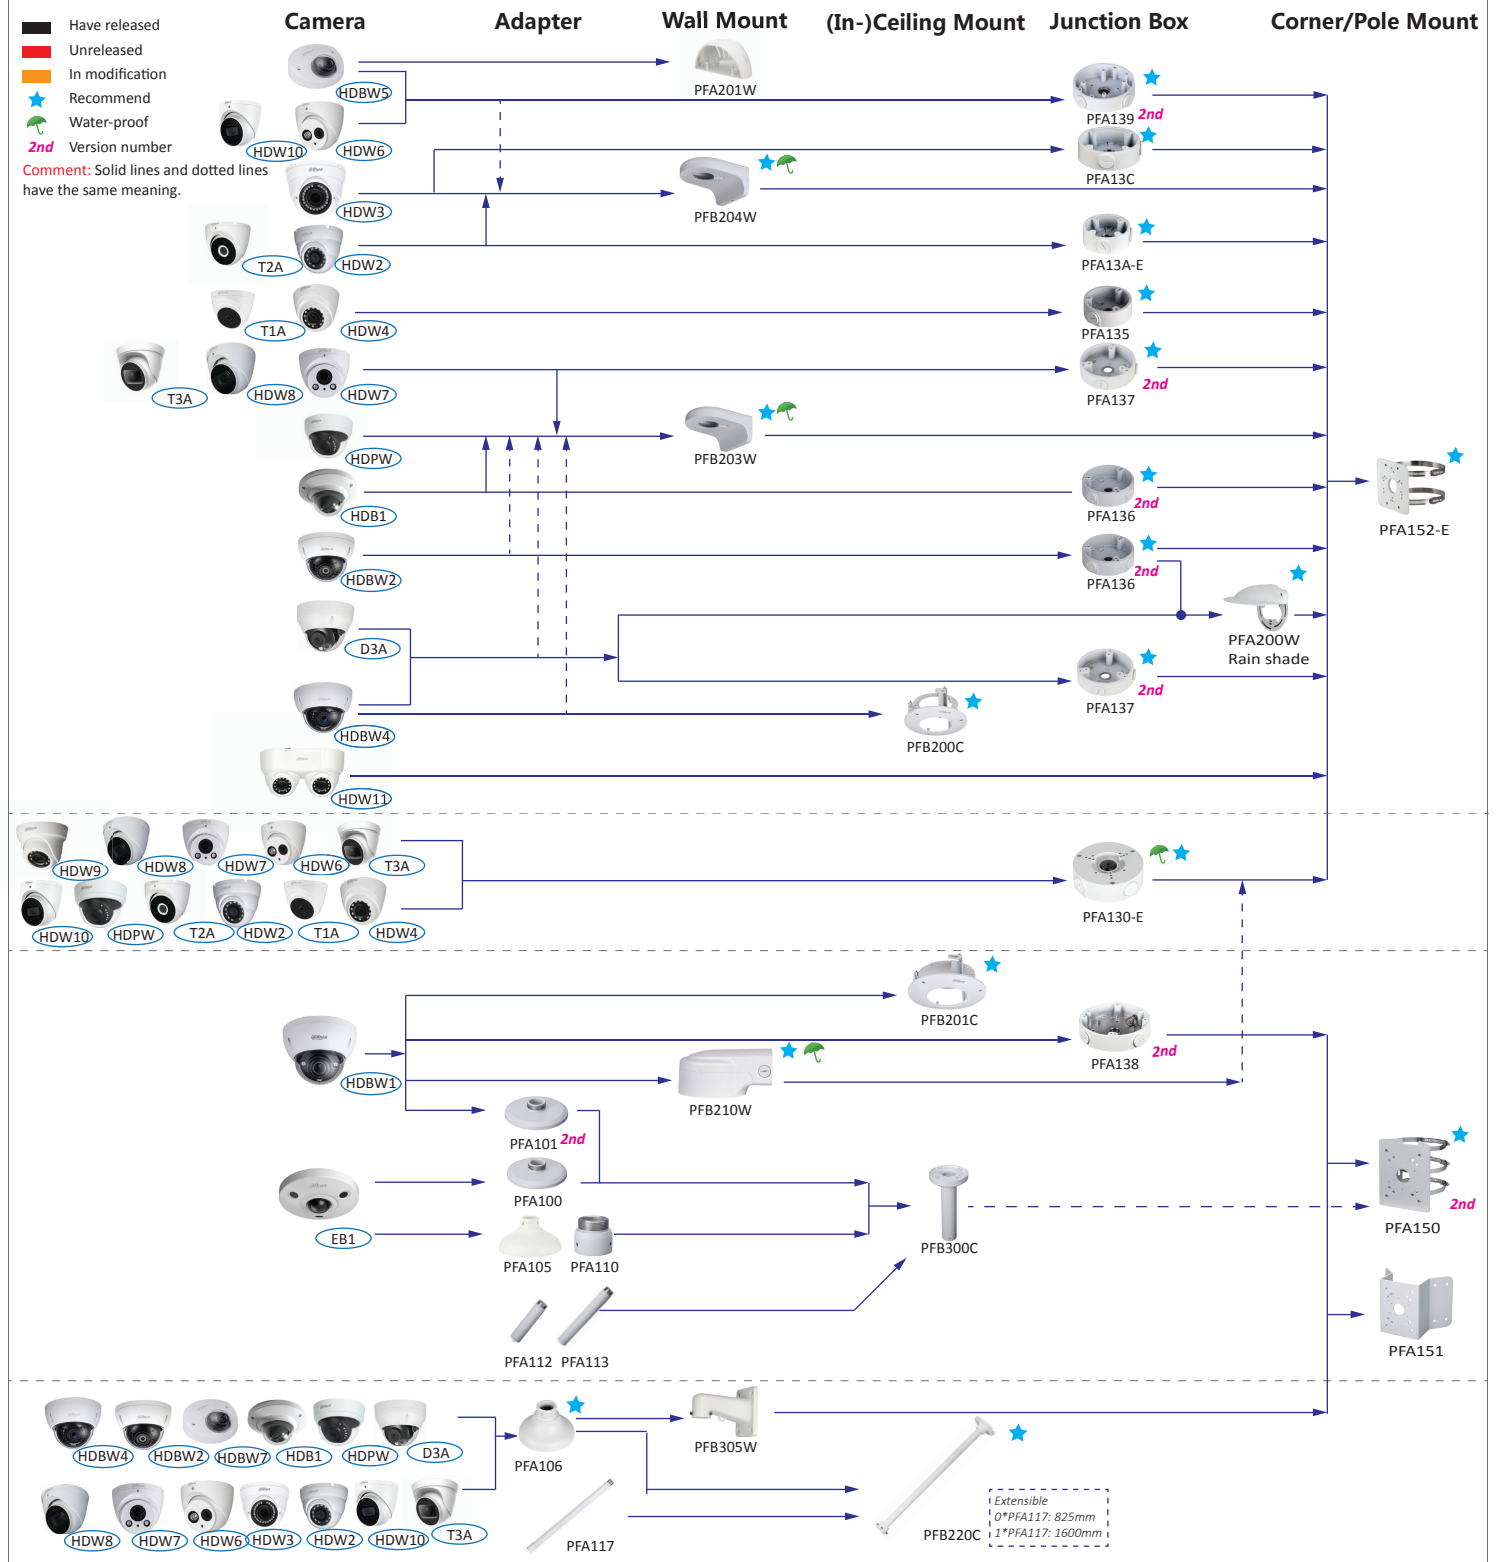 Camera
Adapter
Wall Mount
(In-)Ceiling Mount
Junction Box
Corner/Pole Mount
Have released
Unreleased
In modification
Recommend
Water-proof
2nd Version number
Comment: Solid lines and dotted lines
have the same meaning.
HDBW5
PFA201W
PFA139 2nd
HDW10
HDW6
PFA13C
HDW3
PFB204W
T2A
HDW2
PFA13A-E
T1A
HDW4
PFA135
T3A
HDW8
HDW7
PFA137
2nd
HDPW
PFB203W
HDB1
PFA136
2nd
PFA152-E
HDBW2
PFA136
2nd
D3A
PFA200W
Rain shade
HDBW4
PFB200C
PFA137
2nd
HDW11
HDW9
HDW8
HDW7
HDW6
T3A
HDW10
HDPW
T2A
HDW2
T1A
HDW4
PFA130-E
PFB201C
HDBW1
PFA138
2nd
PFB210W
PFA101 2nd
PFA100
EB1
PFA105
PFA110
PFB300C
PFA150
2nd
PFA112
PFA113
PFA151
HDBW4
HDBW2
HDBW7
HDB1
HDPW
D3A
PFA106
PFB305W
HDW8
HDW7
HDW6
HDW3
HDW2
HDW10
T3A
PFA117
PFB220C
Extensible
0*PFA117: 825mm
1*PFA117: 1600mm